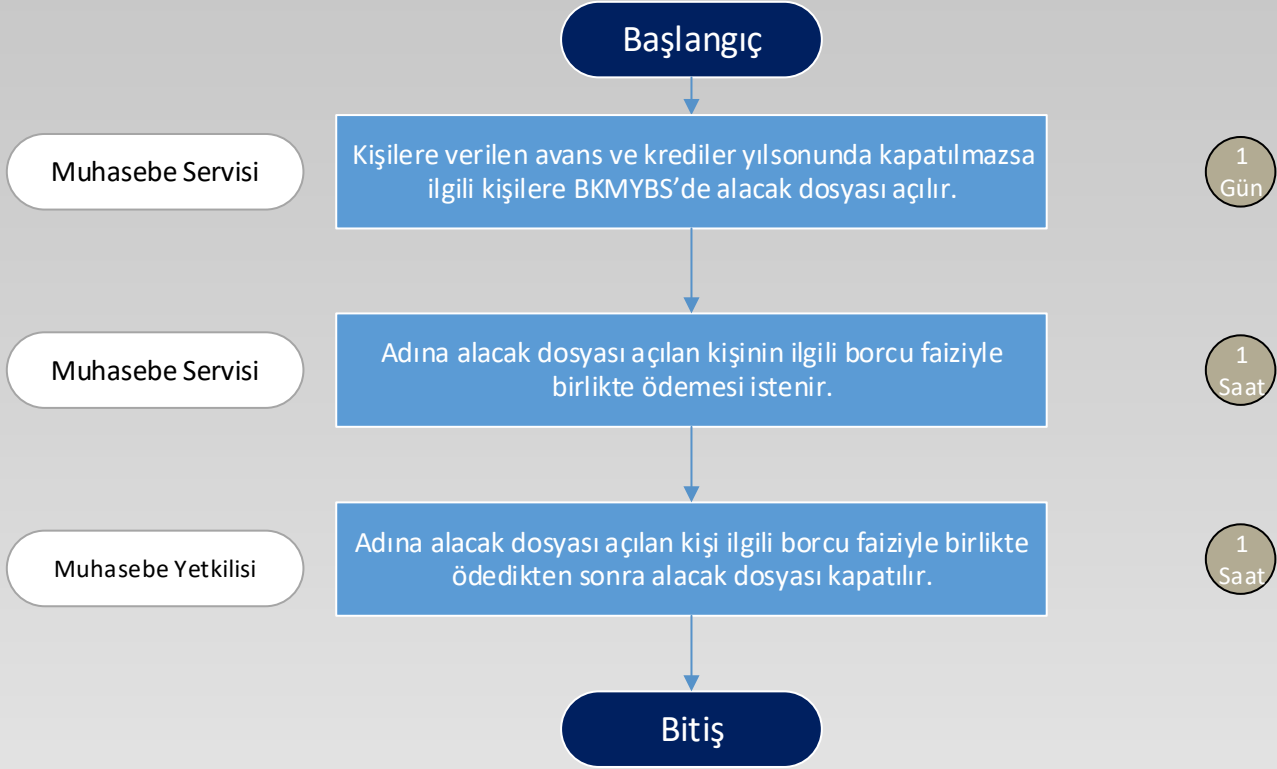 Başlangıç
Muhasebe Servisi
Kişilere verilen avans ve krediler yılsonunda kapatılmazsa
ilgili kişilere BKMYBS’de alacak dosyası açılır.
1
Gün
Muhasebe Servisi
Adına alacak dosyası açılan kişinin ilgili borcu faiziyle
birlikte ödemesi istenir.
1
Saat
Muhasebe Yetkilisi
Adına alacak dosyası açılan kişi ilgili borcu faiziyle birlikte
ödedikten sonra alacak dosyası kapatılır.
1
Saat
Bitiş